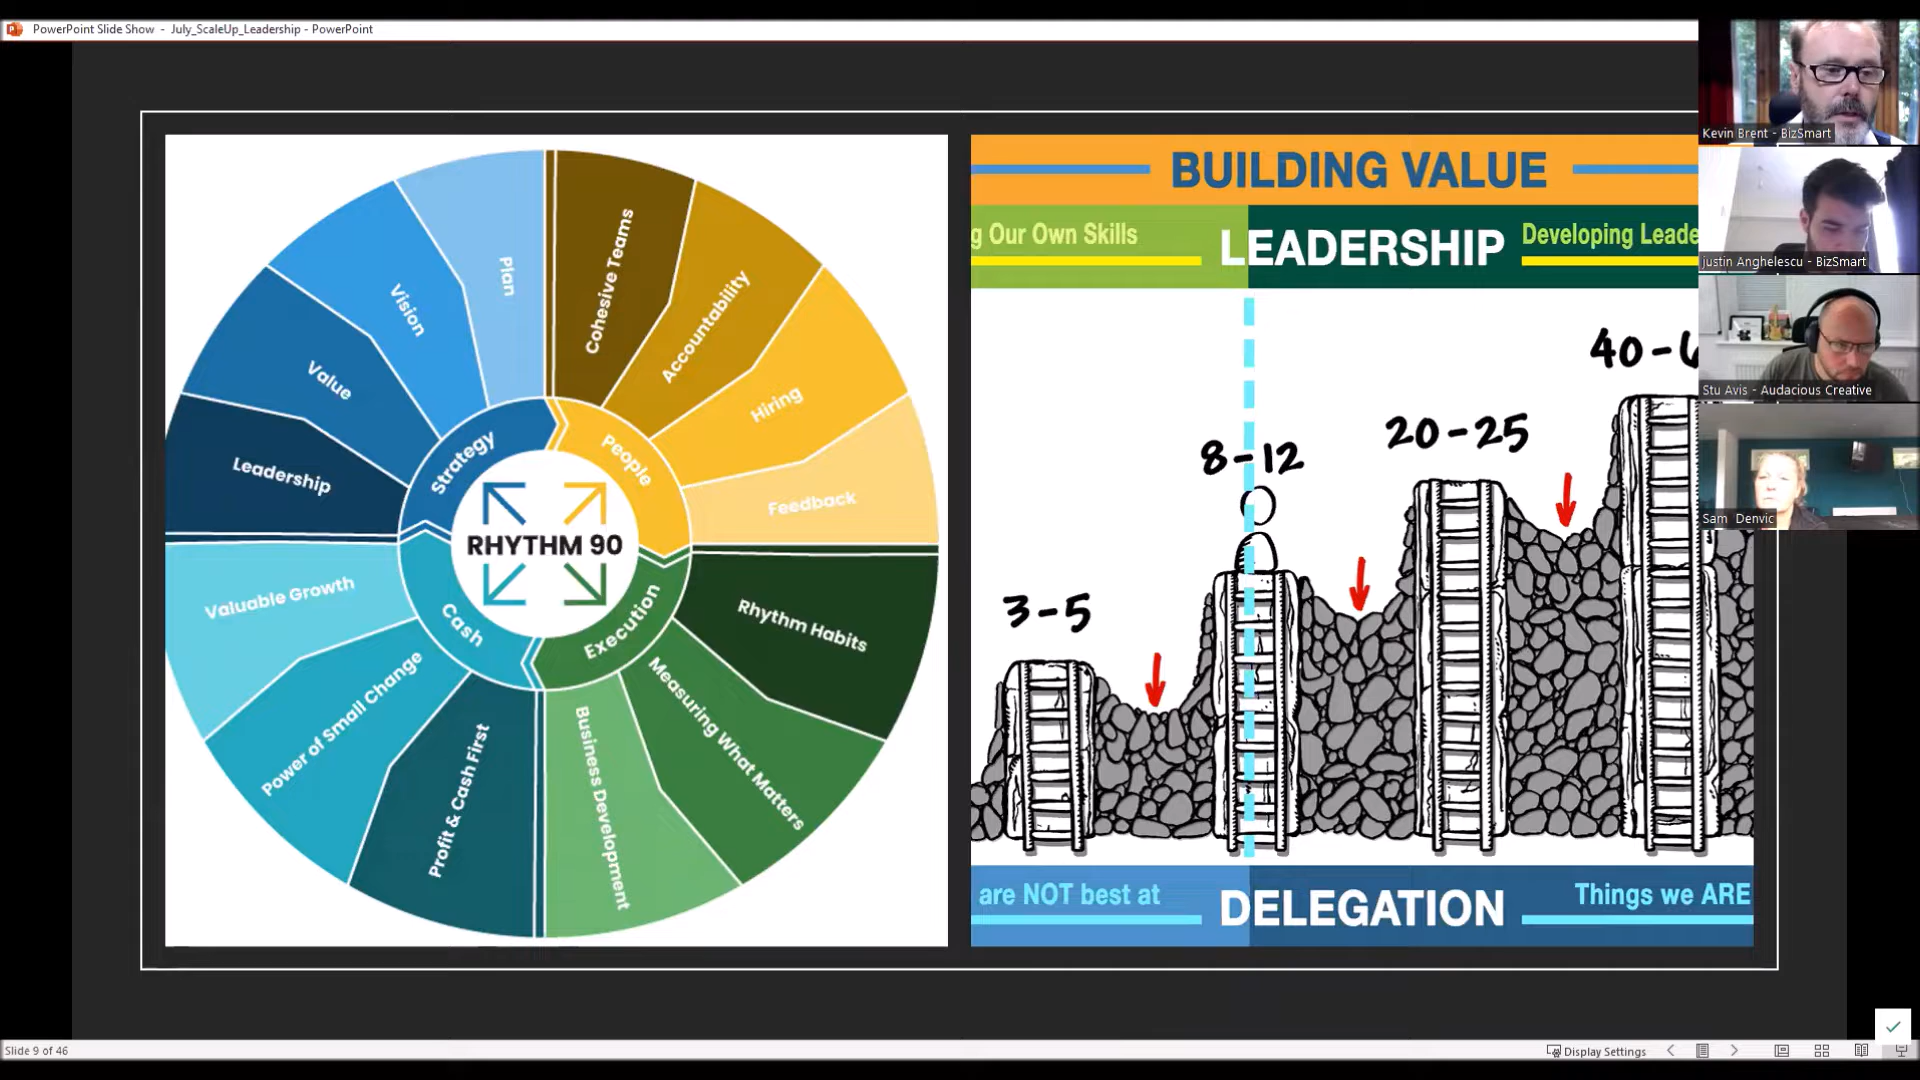 PowerPoint Slide Show - July_ScaleUp_Leadership - PowerPoint
Plan
Vision
Value
Leadership
Strategy
Cohesive Teams
Accountability
Hiring
Feedback
People
RHYTHM 90
Valuable Growth
Power of Small Change
Profit & Cash First
Cash
Rhythm Habits
Measuring What Matters
Business Development
Execution
BUILDING VALUE
g Our Own Skills
LEADERSHIP
Developing Leade
3-5
8-12
20-25
40-6
are NOT best at
DELEGATION
Things we ARE
Kevin Brent - BizSmart
justin Anghelescu - BizSmart
Stu Avis - Audacious Creative
Sam Denvic
Slide 9 of 46
Display Settings